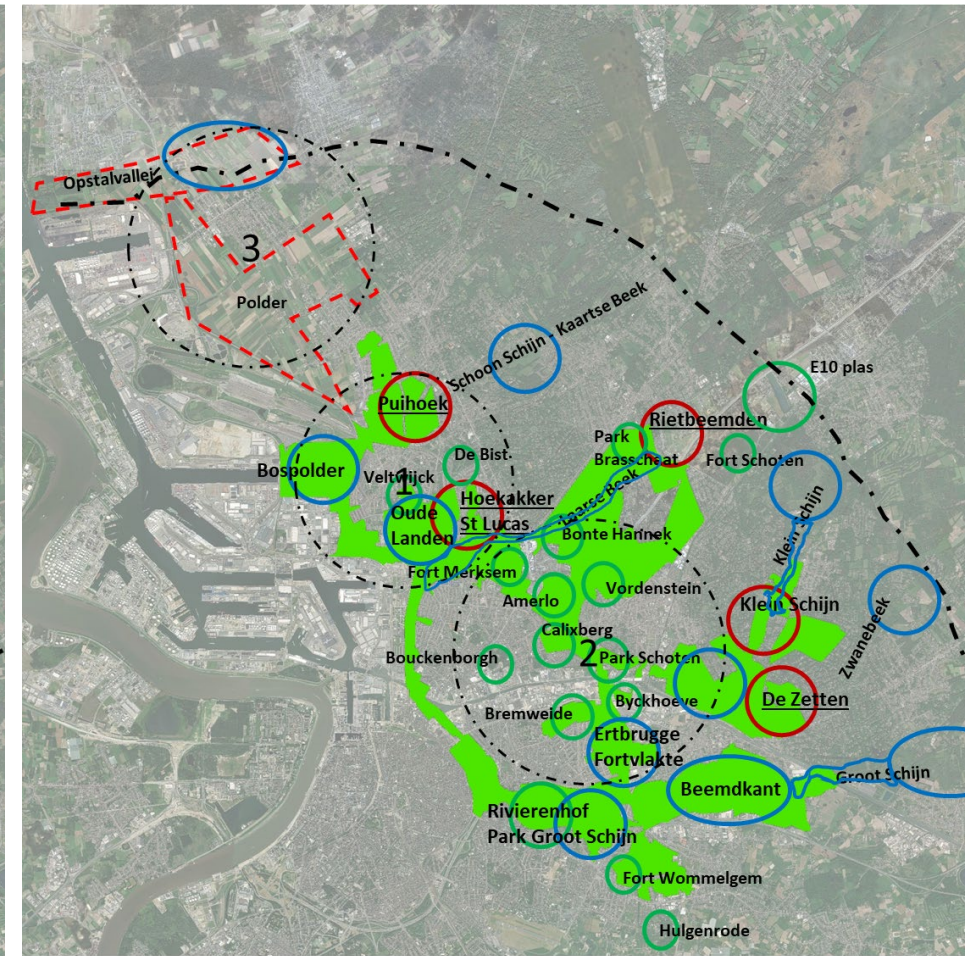 Opstalvallei
3
Polder
Schoon Schijn - Kaartse Beek
E10 plas
Puihoek
Rietbeemden
Park
Brasschaat
Fort Schoten
De Bist
Bospolder
Veltwijck
1
Hoekakker
St Lucas
Oude
Landen
Laarse Beek
Bonte Hannek
Klein Schijn
Fort Merksem
Vordenstein
Amerlo
Klein Schijn
Calixberg
2
Park Schoten
Zwanebeek
Bouckenborgh
De Zetten
Byckhoeve
Bremweide
Ertbrugge
Fortvlakte
Groot Schijn
Beemdkant
Rivierenhof
Park Groot Schijn
Fort Wommelgem
Hulgenrode